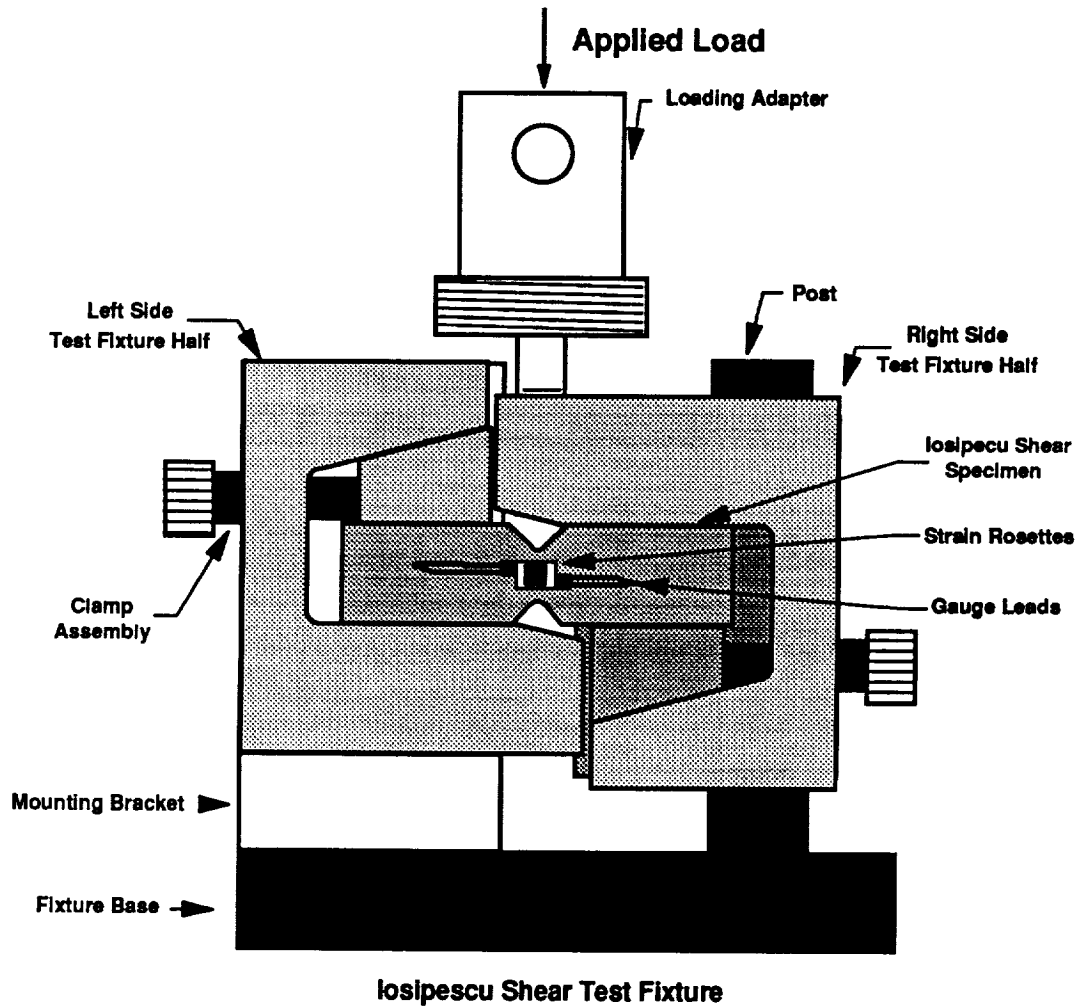 Applied Load
Loading Adapter
Left Side
Test Fixture Half
Post
Right Side
Test Fixture Half
Iosipecu Shear
Specimen
Strain Rosettes
Gauge Leads
Clamp
Assembly
Mounting Bracket
Fixture Base
Iosipescu Shear Test Fixture